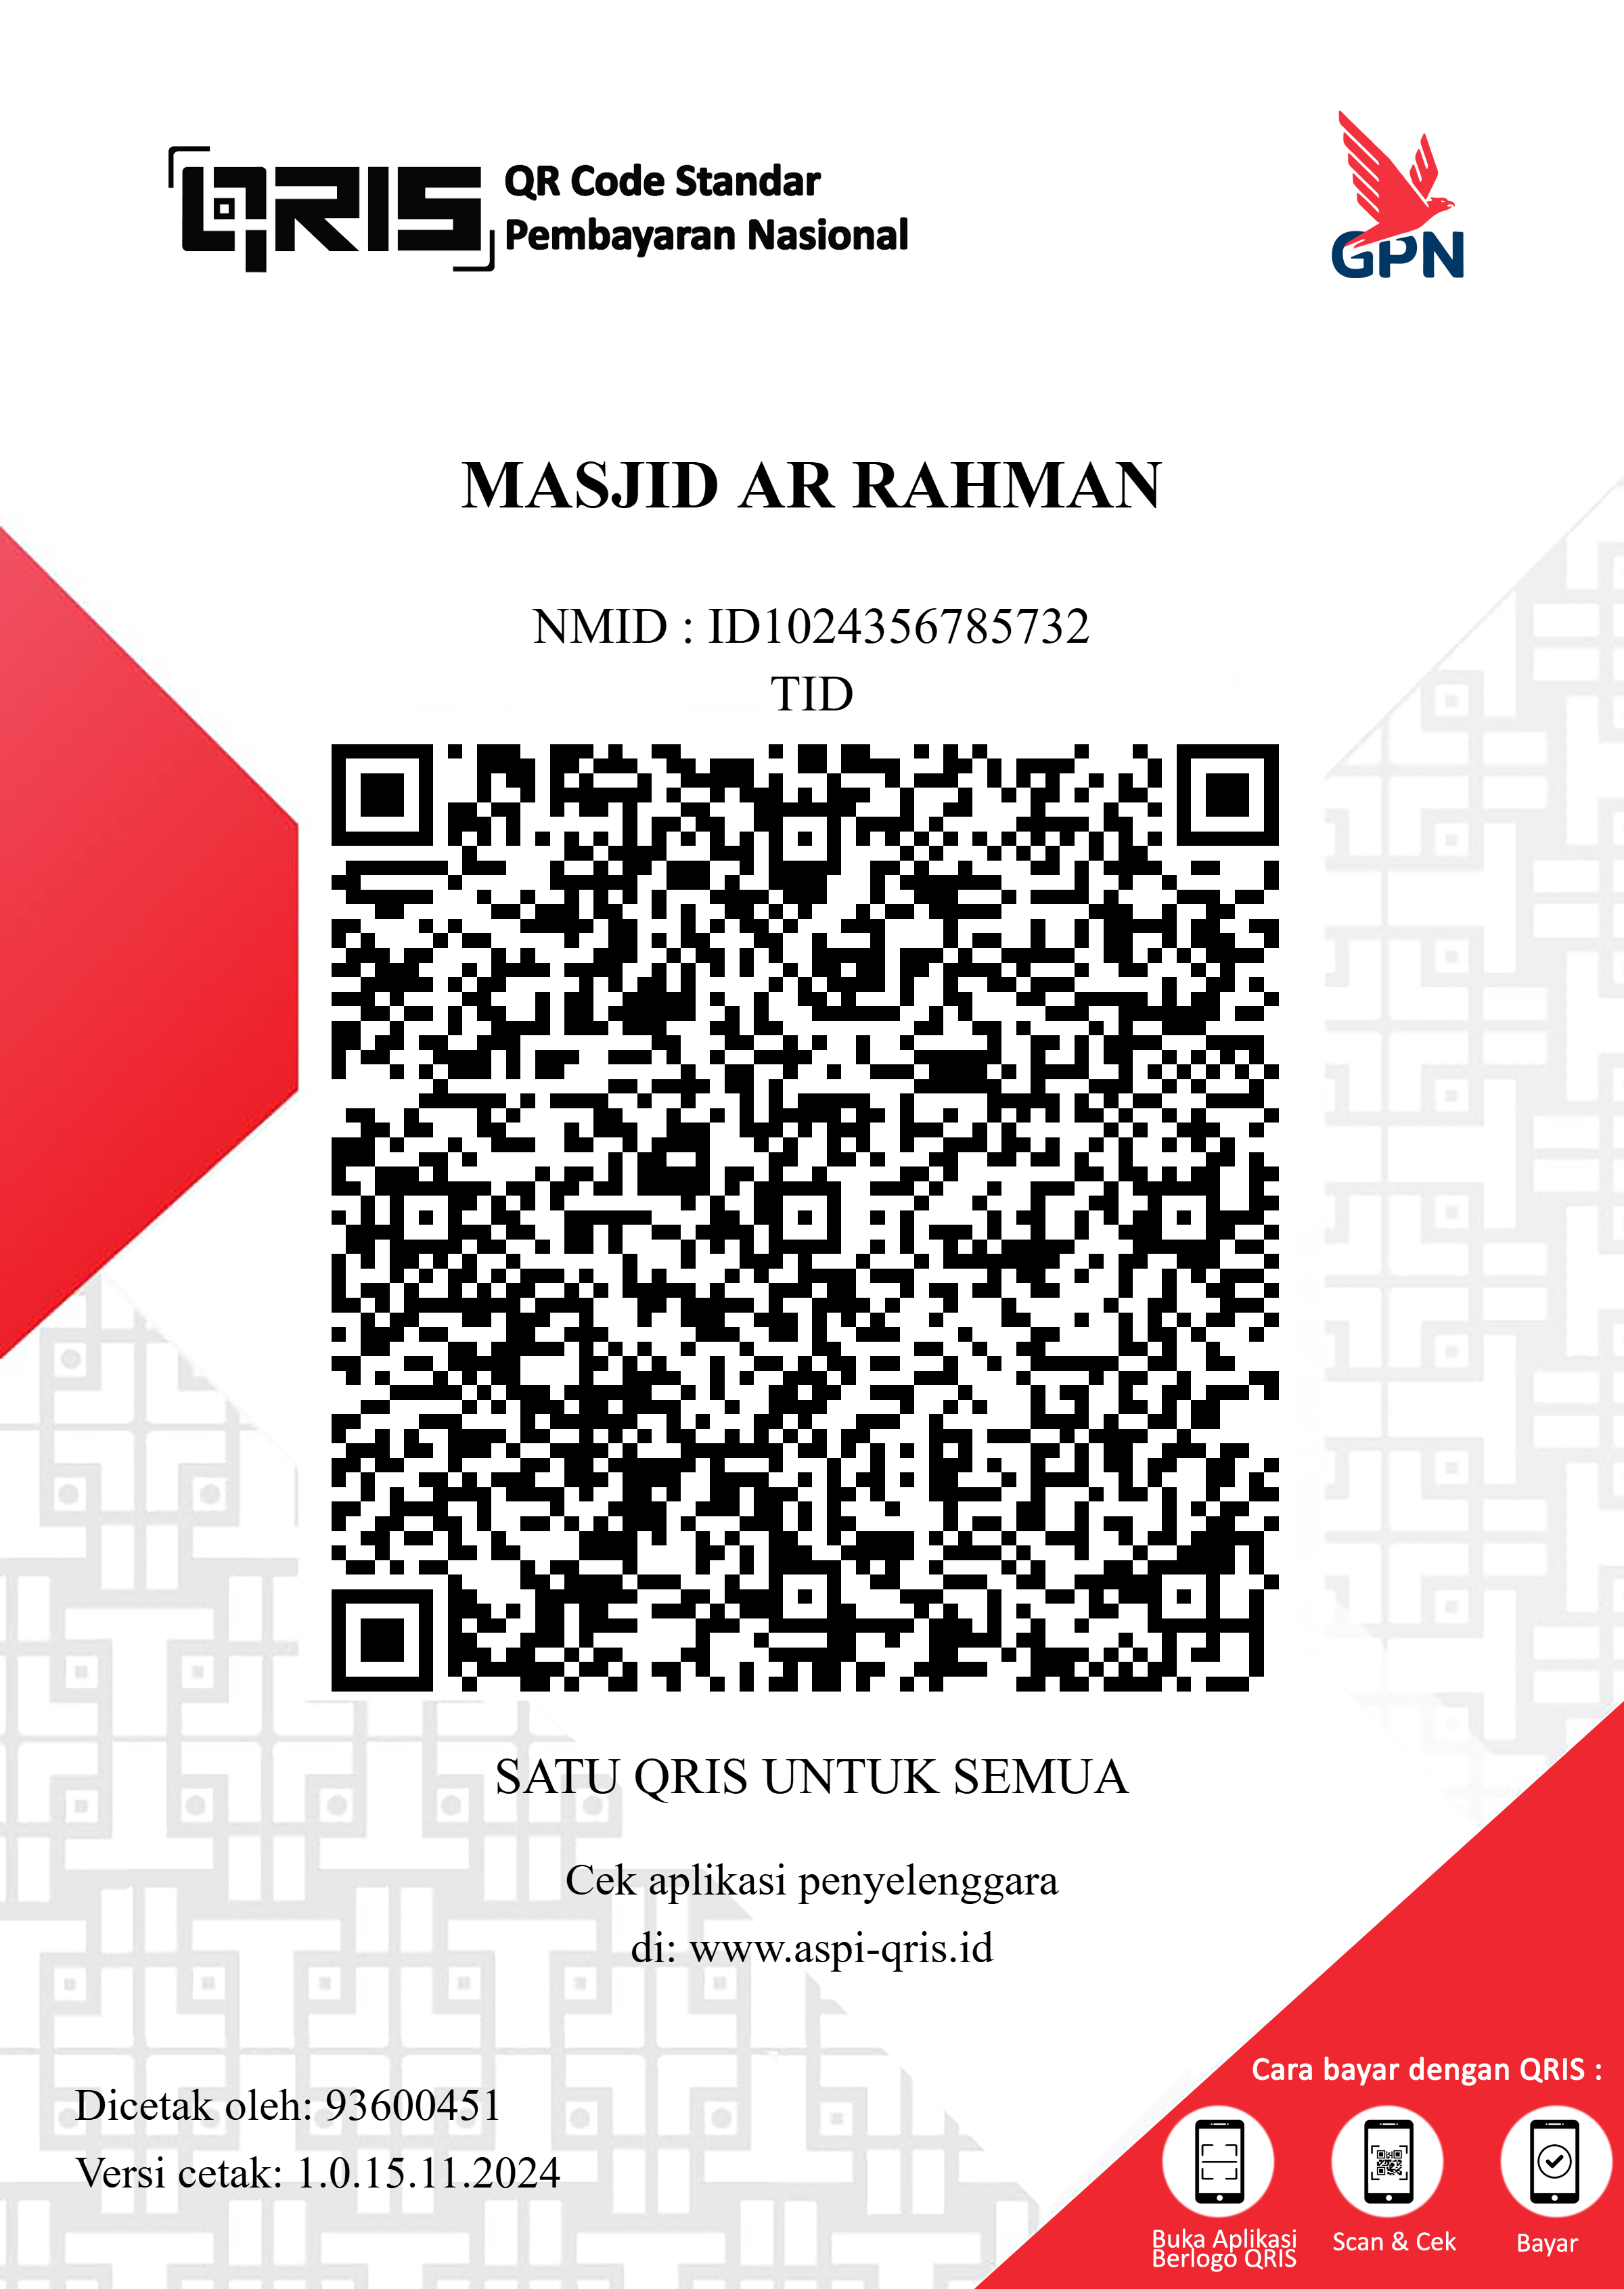 QRIS
QR Code Standar
Pembayaran Nasional
GPN
MASJID AR RAHMAN
NMID : ID1024356785732
TID
SATU QRIS UNTUK SEMUA
Cek aplikasi penyelenggara
di: www.aspi-qris.id
Dicetak oleh: 93600451
Versi cetak: 1.0.15.11.2024
Cara bayar dengan QRIS :
Buka Aplikasi
Berlogo QRIS
Scan & Cek
Bayar